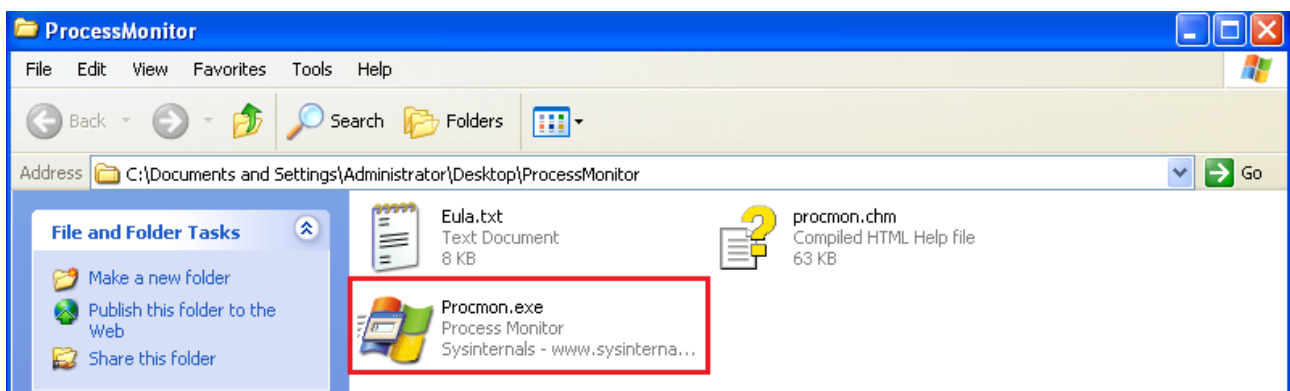 ProcessMonitor
File Edit View Favorites Tools Help
Back Search Folders
Address C:\Documents and Settings\Administrator\Desktop\ProcessMonitor Go
File and Folder Tasks
Make a new folder
Publish this folder to the
Web
Share this folder
Eula.txt
Text Document
8 KB
procmon.chm
Compiled HTML Help file
63 KB
Procmon.exe
Process Monitor
Sysinternals - www.sysinterna...